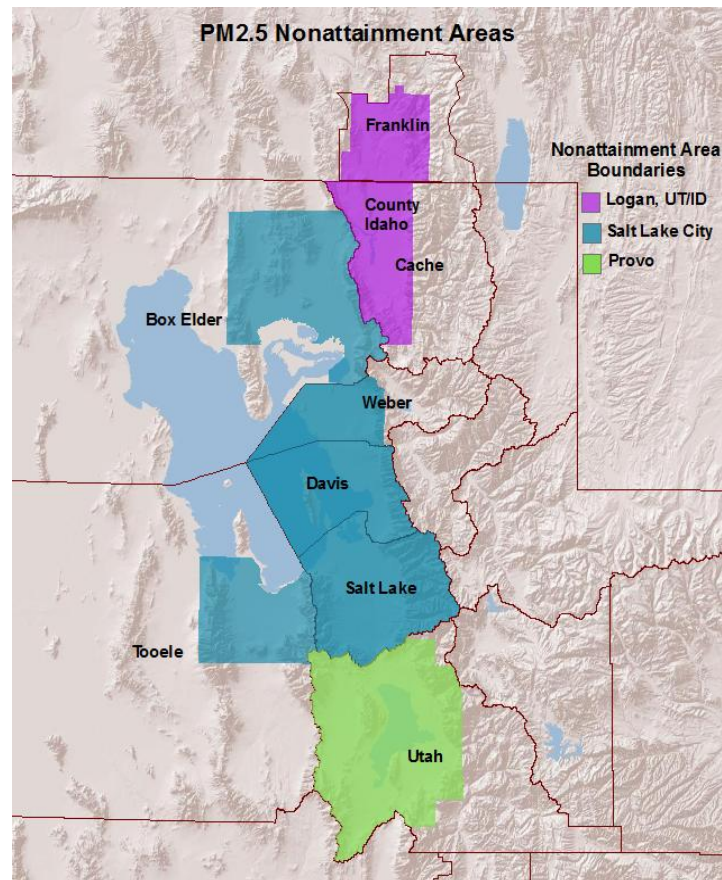 PM2.5 Nonattainment Areas
Franklin
Nonattainment Area
Boundaries
Logan, UT/ID
Salt Lake City
Provo
County
Idaho
Cache
Box Elder
Weber
Davis
Salt Lake
Tooele
Utah